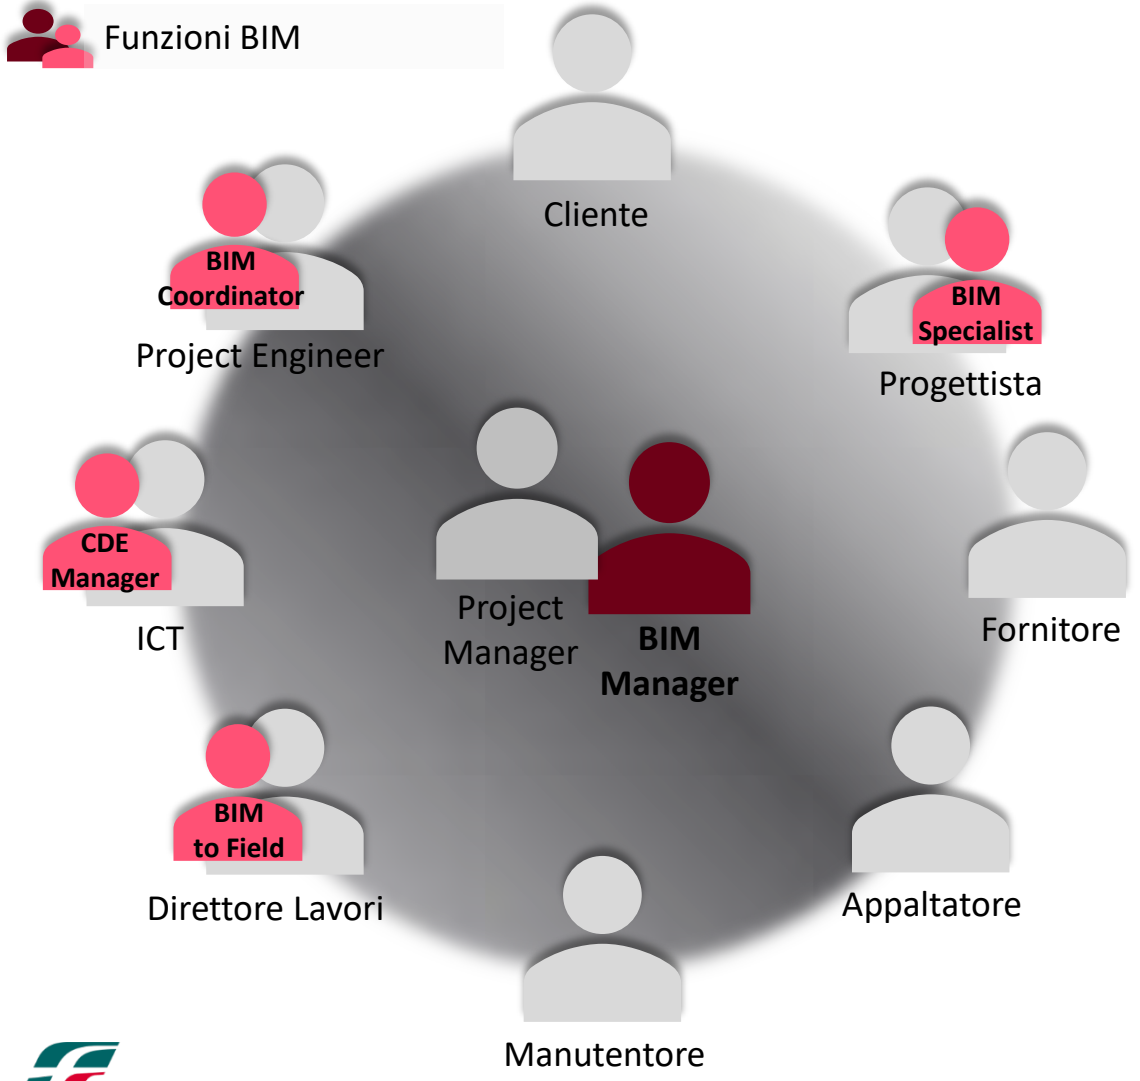 Funzioni BIM
Cliente
BIM
Coordinator
Project Engineer
BIM
Specialist
Progettista
CDE
Manager
ICT
Project
Manager
BIM
Manager
Fornitore
BIM
to Field
Direttore Lavori
Appaltatore
Manutentore